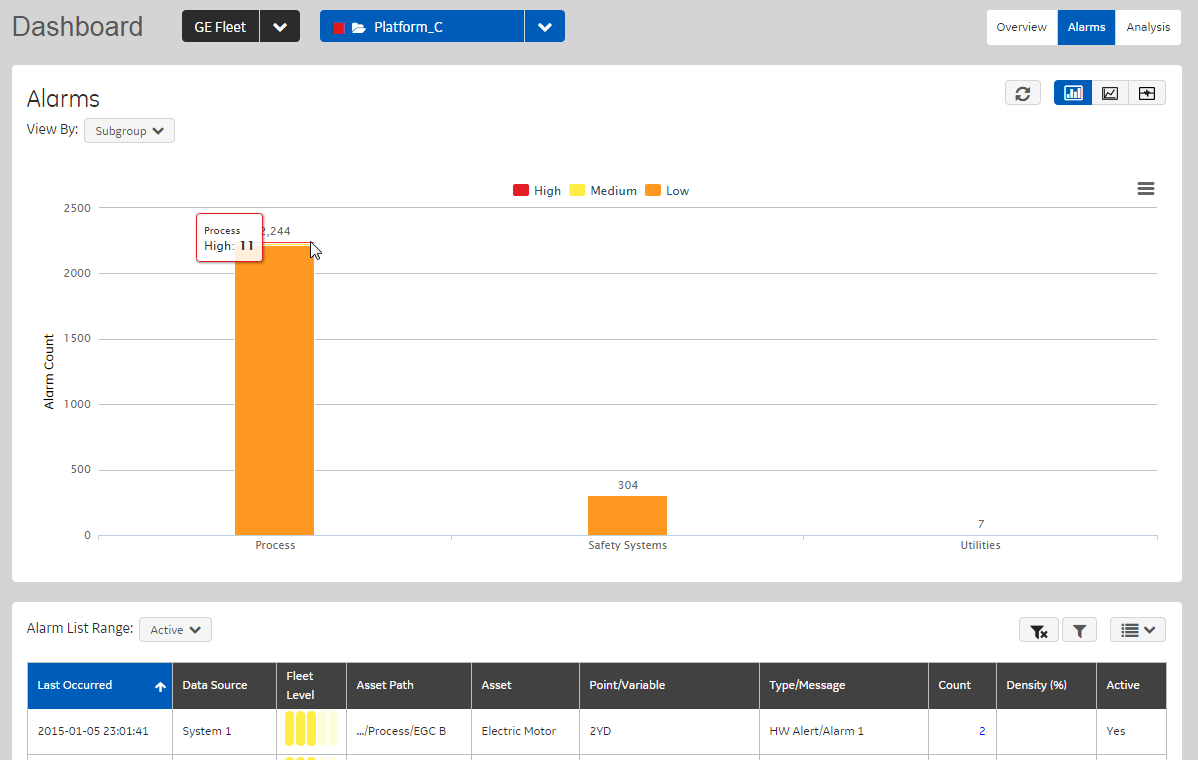 Dashboard
GE Fleet
Platform_C
Overview
Alarms
Analysis
Alarms
View By: Subgroup
High Medium Low
2500
2000
1500
1000
500
0
Alarm Count
Process
High: 11
2,244
304
7
Process
Safety Systems
Utilities
Alarm List Range: Active
Last Occurred
Data Source
Fleet
Level
Asset Path
Asset
Point/Variable
Type/Message
Count
Density (%)
Active
2015-01-05 23:01:41
System 1
.../Process/EGC B
Electric Motor
2YD
HW Alert/Alarm 1
2
Yes